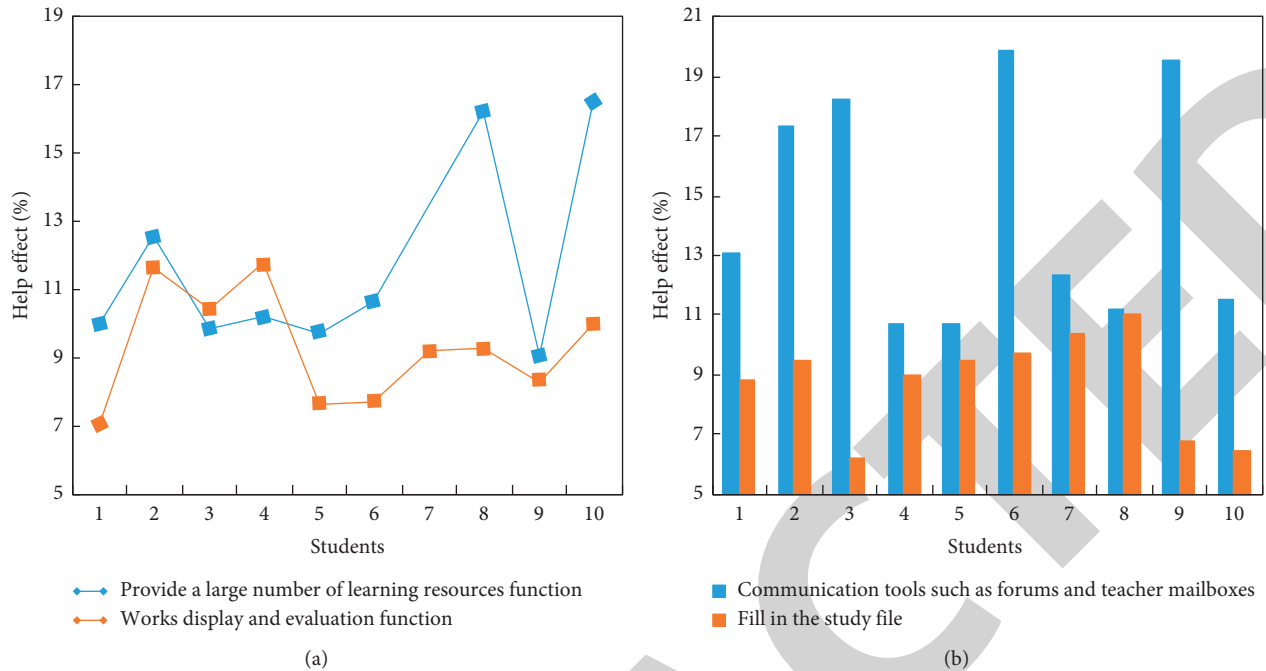 19
17
15
13
11
9
7
5
Help effect (%)
1 2 3 4 5 6 7 8 9 10
Students
Provide a large number of learning resources function
Works display and evaluation function
(a)
21
19
17
15
13
11
9
7
5
Help effect (%)
1 2 3 4 5 6 7 8 9 10
Students
Communication tools such as forums and teacher mailboxes
Fill in the study file
(b)